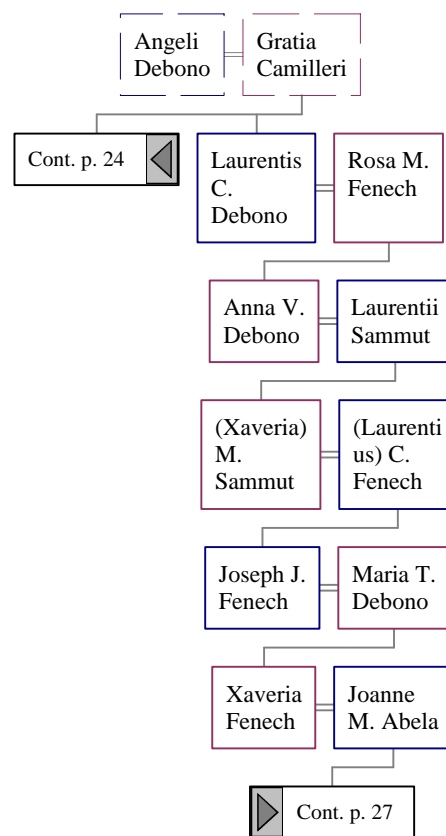 Angeli
Debono
Gratia
Camilleri
Cont. p. 24
Laurentis
C.
Debono
Rosa M.
Fenech
Anna V.
Debono
Laurentii
Sammut
(Xaveria)
M.
Sammut
(Laurenti
us) C.
Fenech
Joseph J.
Fenech
Maria T.
Debono
Xaveria
Fenech
Joanne
M. Abela
Cont. p. 27